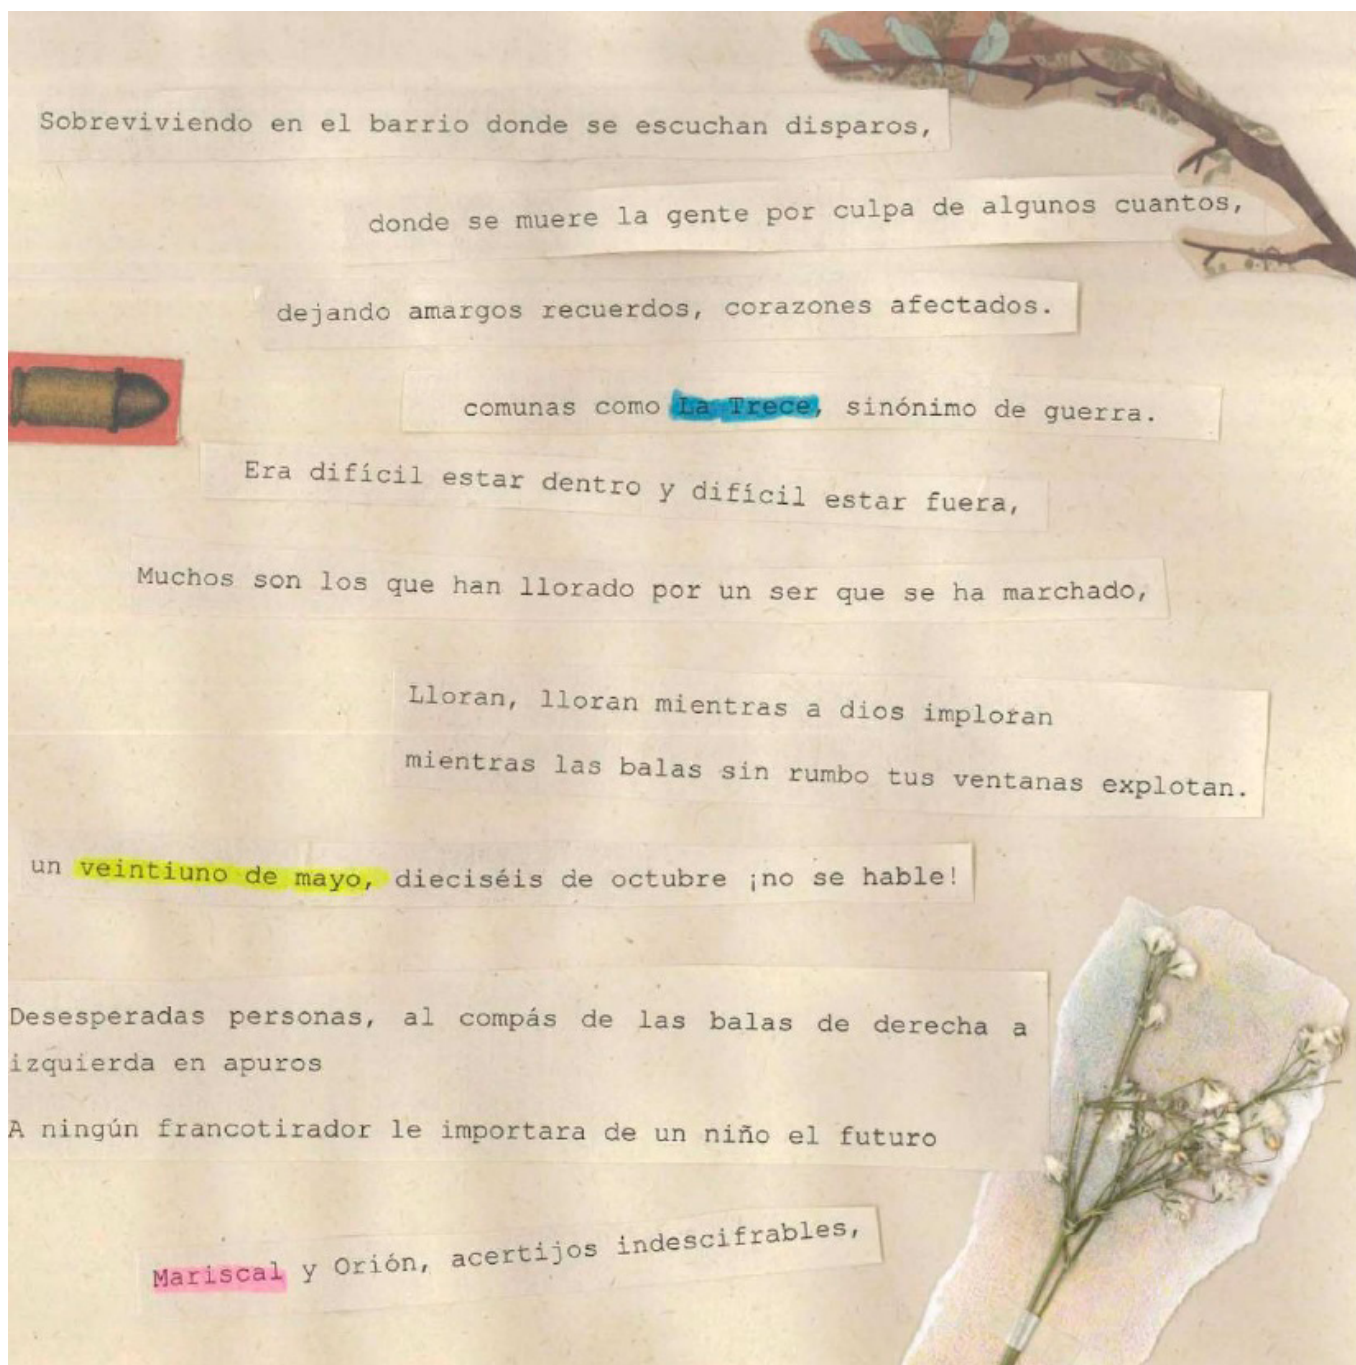 Sobreviviendo en el barrio donde se escuchan disparos,
donde se muere la gente por culpa de algunos cuantos,
dejando amargos recuerdos, corazones afectados.
comunas como La Trece, sinónimo de guerra.
Era difícil estar dentro y difícil estar fuera,
Muchos son los que han llorado por un ser que se ha marchado,
Lloran, lloran mientras a dios imploran
mientras las balas sin rumbo tus ventanas explotan.
un veintiuno de mayo, dieciséis de octubre ¡no se hable!
Desesperadas personas, al compás de las balas de derecha a
izquierda en apuros
A ningún francotirador le importara de un niño el futuro
Mariscal y Orión, acertijos indescifrables,